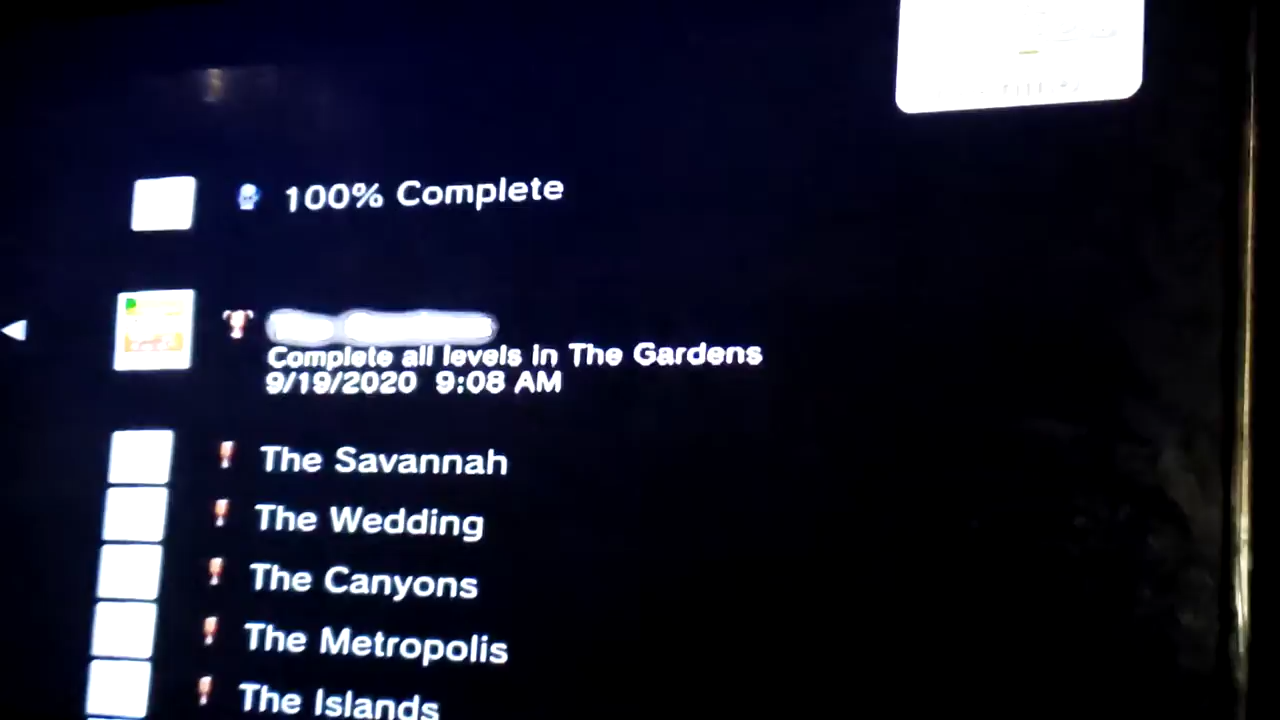 100% Complete
Complete all levels in The Gardens
9/19/2020 9:08 AM
The Savannah
The Wedding
The Canyons
The Metropolis
The Islands